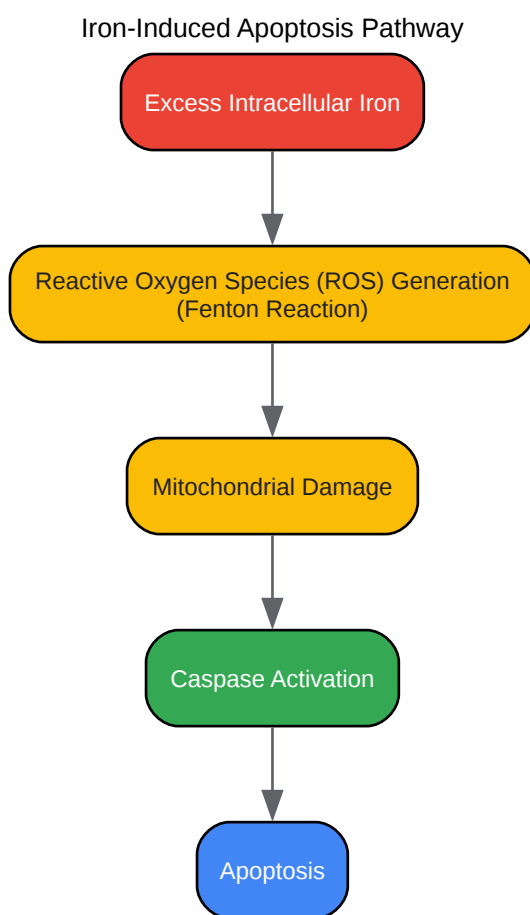 Iron-Induced Apoptosis Pathway
Excess Intracellular Iron
Reactive Oxygen Species (ROS) Generation
(Fenton Reaction)
Mitochondrial Damage
Caspase Activation
Apoptosis